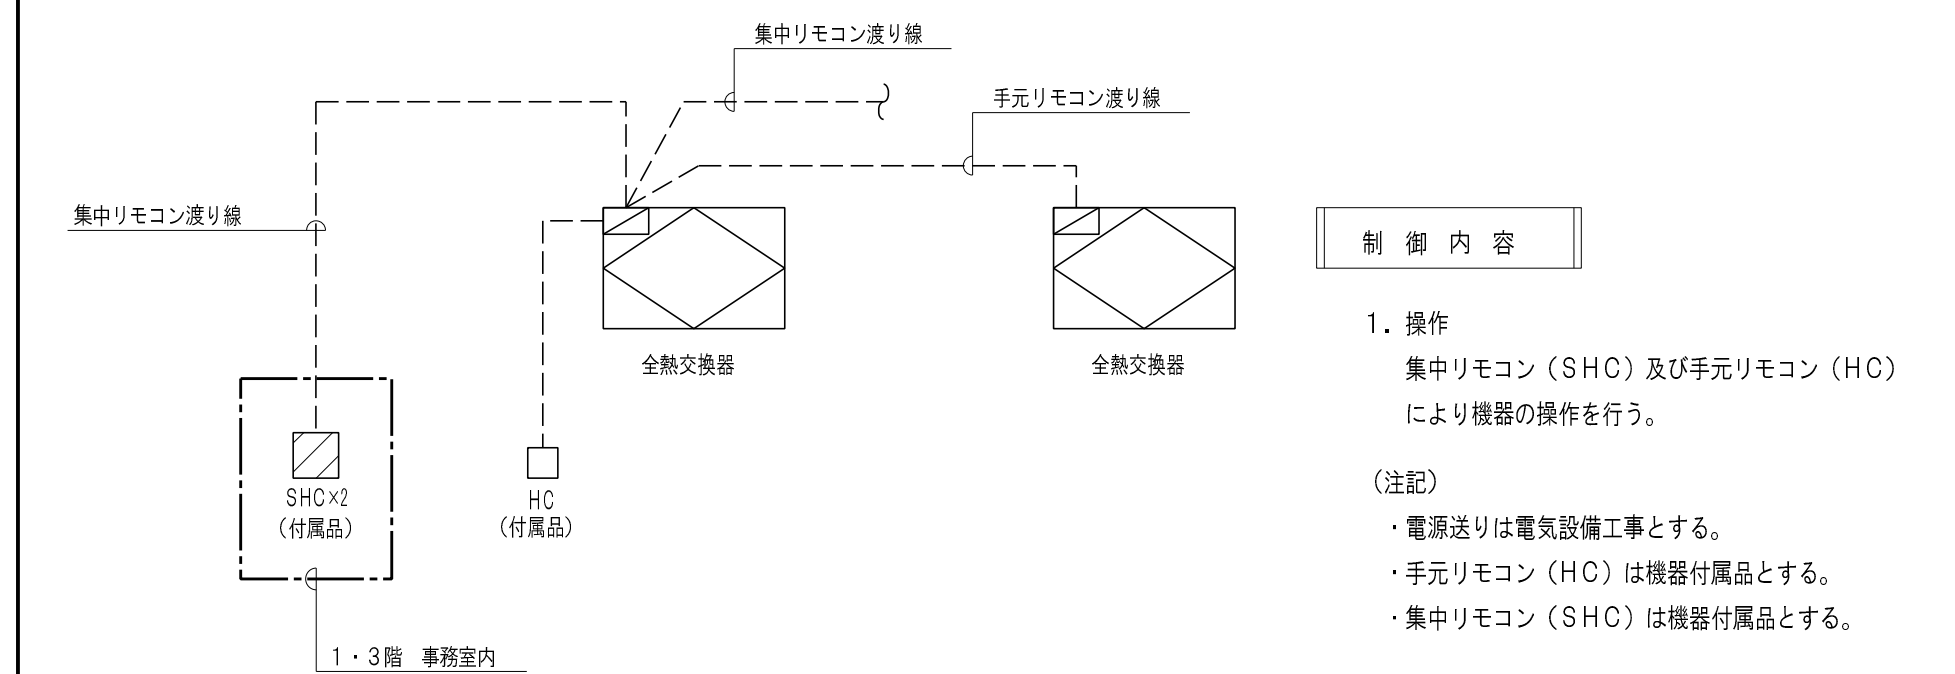 集中リモコン渡り線
手元リモコン渡り線
集中リモコン渡り線
全熱交換器
全熱交換器
SHC×2
(付属品)
HC
(付属品)
1・3階 事務室内
制御内容
1. 操作
集中リモコン(SHC)及び手元リモコン(HC)
により機器の操作を行う。
(注記)
・電源送りは電気設備工事とする。
・手元リモコン(HC)は機器付属品とする。
・集中リモコン(SHC)は機器付属品とする。